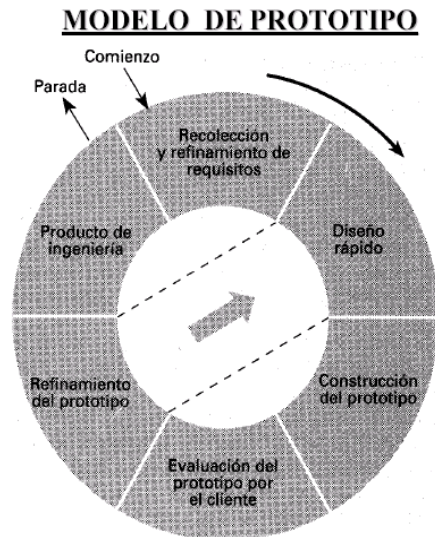 MODELO DE PROTOTIPO
Comienzo
Parada
Recolección
y refinamiento de
requisitos
Diseño
rápido
Construcción
del prototipo
Evaluación del
prototipo por
el cliente
Refinamiento
del prototipo
Producto de
ingeniería